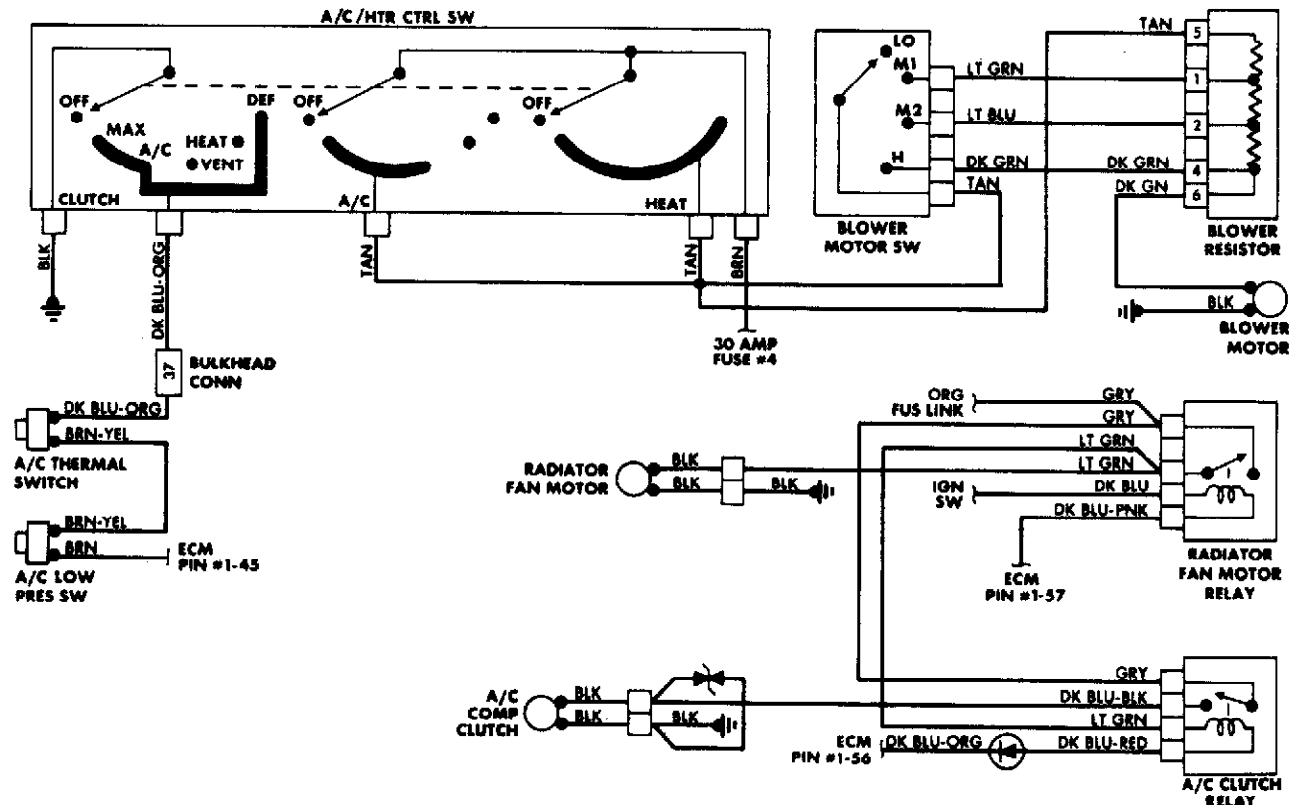 A/C/HTR CTRL SW
OFF
MAX
A/C
HEAT
VENT
DEF
OFF
OFF
CLUTCH
A/C
HEAT
BLK
DK BLU-ORG
TAN
TAN
BRN
30 AMP
FUSE #4
37
BULKHEAD
CONN
DK BLU-ORG
BRN-YEL
A/C THERMAL
SWITCH
BRN-YEL
BRN
A/C LOW
PRES SW
ECM
PIN #1-45
LO
M1
M2
H
LT GRN
LT BLU
DK GRN
TAN
BLOWER
MOTOR SW
TAN
DK GRN
DK GN
5
1
2
4
6
BLOWER
RESISTOR
BLK
BLOWER
MOTOR
ORG
FUS LINK
GRY
GRY
LT GRN
LT GRN
DK BLU
DK BLU-PNK
IGN
SW
ECM
PIN #1-57
RADIATOR
FAN MOTOR
RELAY
RADIATOR
FAN MOTOR
BLK
BLK
BLK
A/C
COMP
CLUTCH
BLK
BLK
BLK
GRY
DK BLU-BLK
LT GRN
DK BLU-RED
ECM
PIN #1-56
DK BLU-ORG
A/C CLUTCH
RELAY